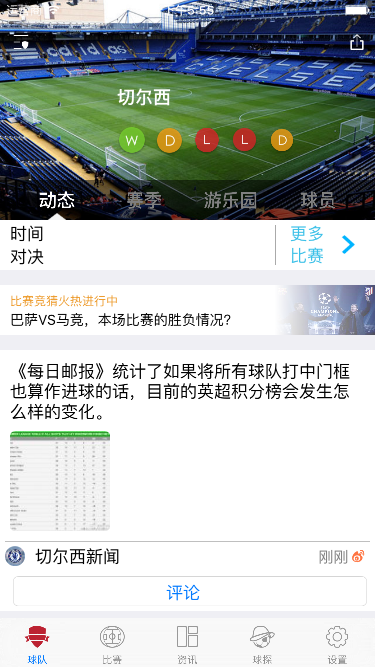 切尔西
W D L L D
动态 赛季 游乐园 球员
时间
对决
更多
比赛
比赛竞猜火热进行中
巴萨VS马竞，本场比赛的胜负情况？
《每日邮报》统计了如果将所有球队打中门框
也算作进球的话，目前的英超积分榜会发生怎
么样的变化。
切尔西新闻 刚刚
评论
球队 比赛 资讯 球探 设置